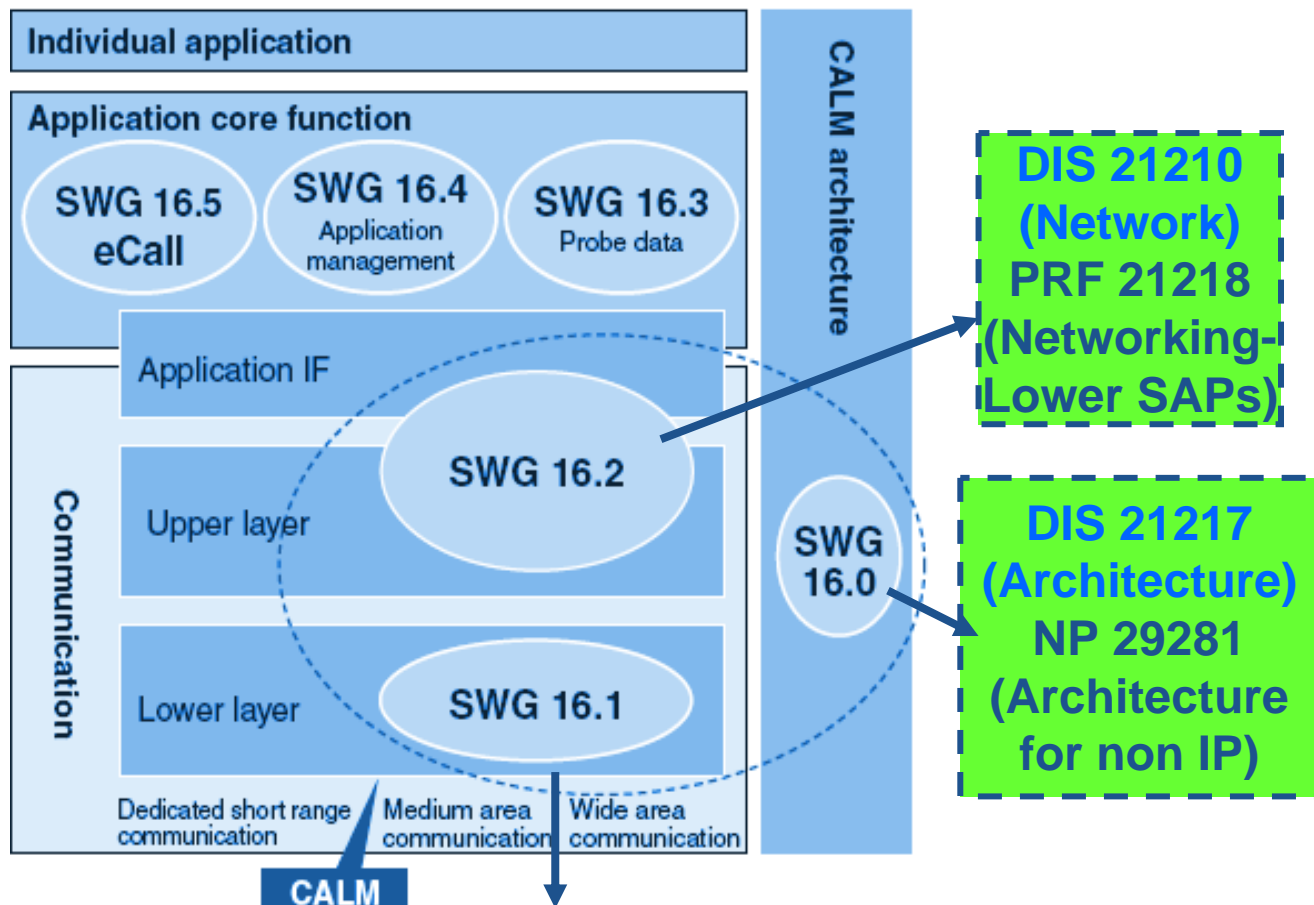 Individual application
Application core function
SWG 16.5
eCall
SWG 16.4
Application
management
SWG 16.3
Probe data
Application IF
SWG 16.2
Upper layer
Communication
SWG 16.1
Lower layer
Dedicated short range
communication
Medium area
communication
Wide area
communication
CALM
CALM architecture
SWG
16.0
DIS 21210
(Network)
PRF 21218
(Networking-
Lower SAPs)
DIS 21217
(Architecture)
NP 29281
(Architecture
for non IP)